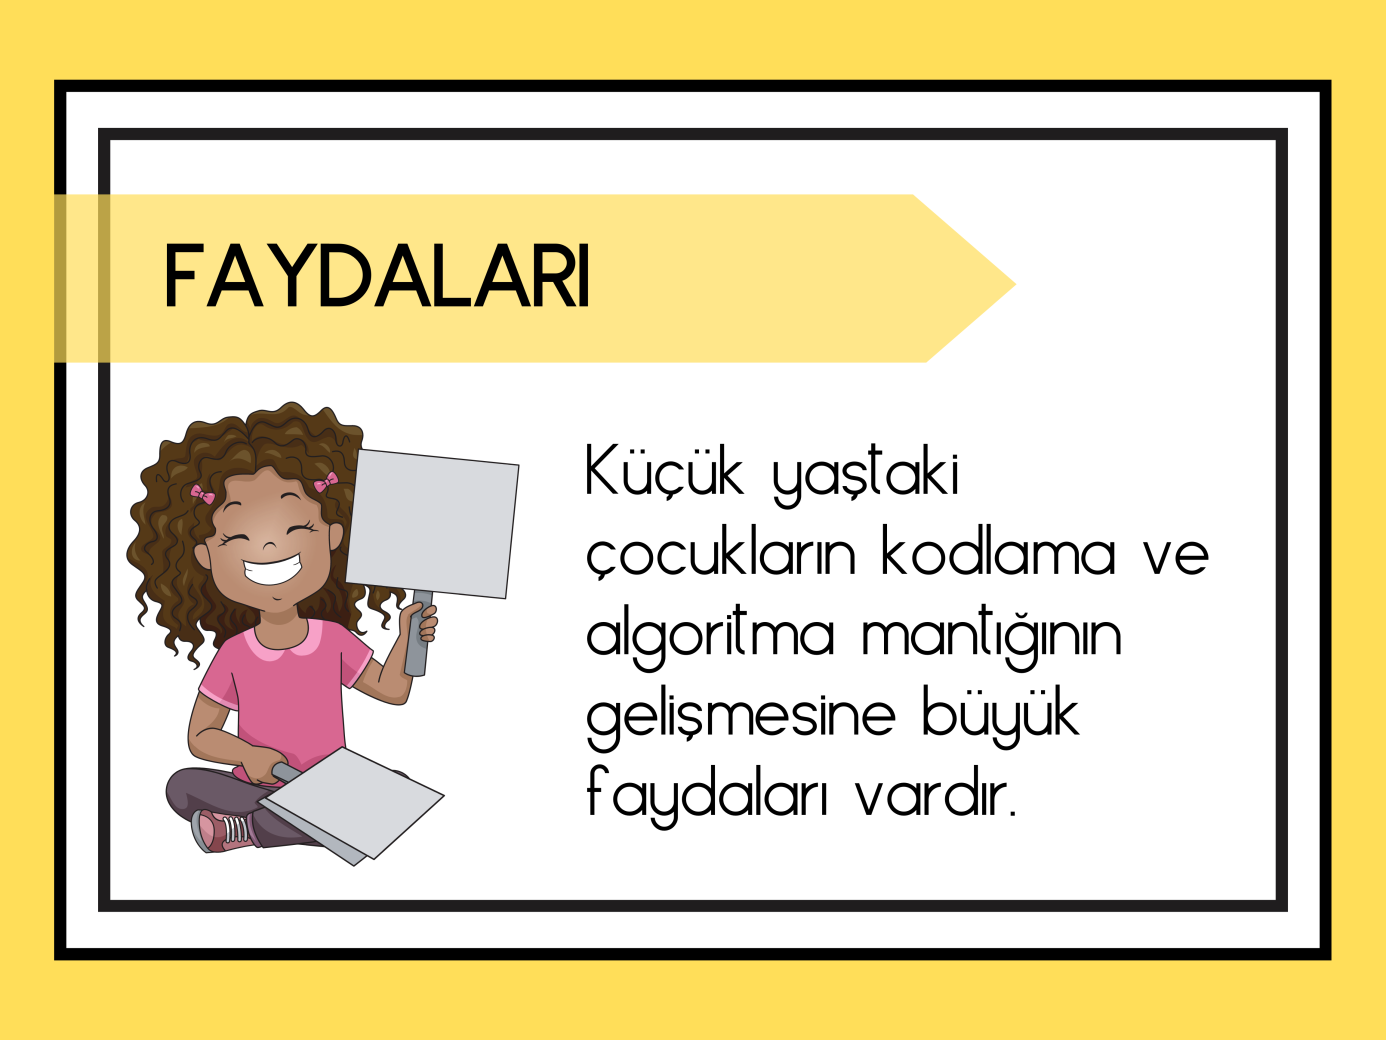 FAYDALARI
Küçük yaştaki
çocukların kodlama ve
algoritma mantığının
gelişmesine büyük
faydaları vardır.